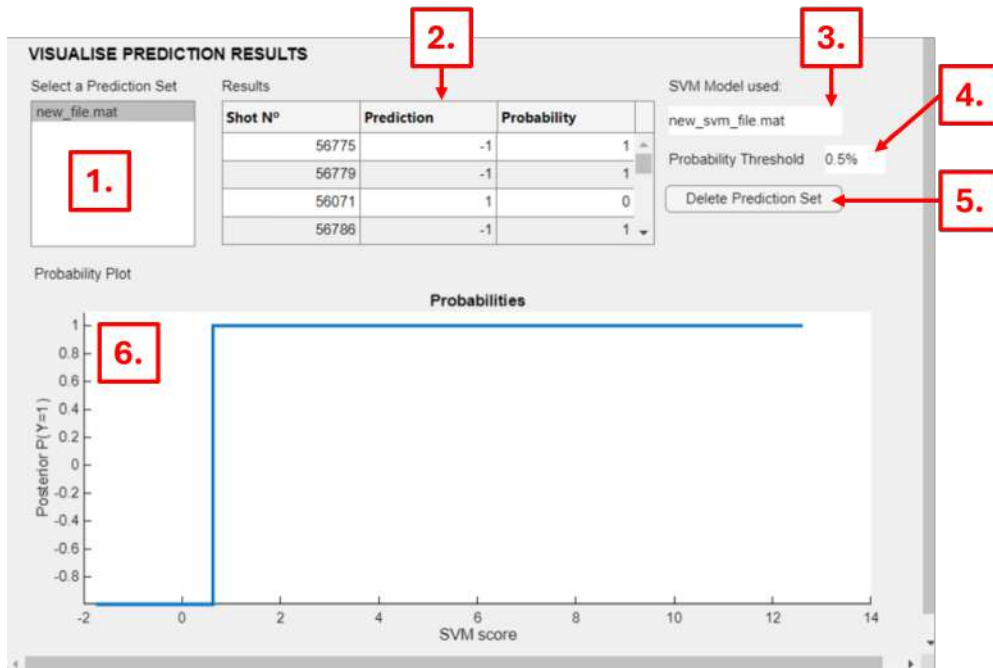 2.
3.
4.
5.
VISUALISE PREDICTION RESULTS
Select a Prediction Set
new_file.mat
1.
Results
Shot Nº Prediction Probability
56775 -1 1
56779 -1 1
56071 1 0
56786 -1 1
SVM Model used:
new_svm_file.mat
Probability Threshold 0.5%
Delete Prediction Set
Probability Plot
Probabilities
6.
Posterior P(Y=1)
1
0.8
0.6
0.4
0.2
0
-0.2
-0.4
-0.6
-0.8
-2 0 2 4 6 8 10 12 14
SVM score